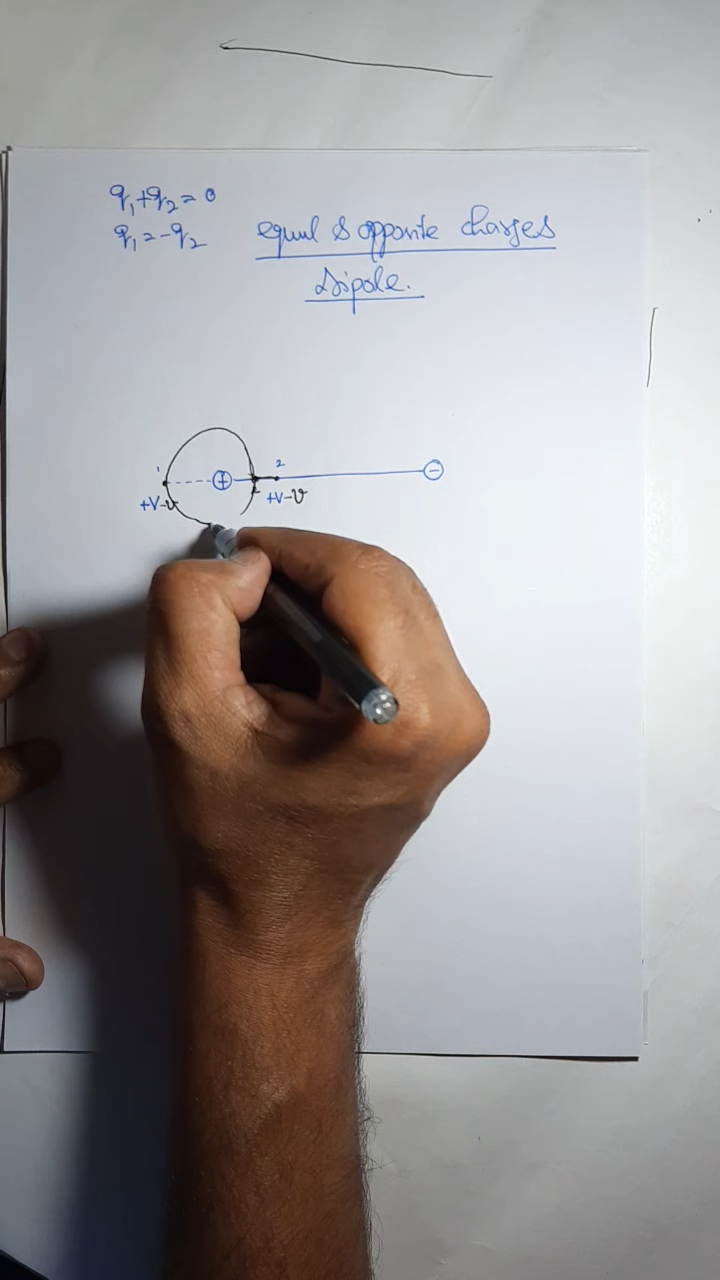 q₁+q₂=0
q₁=-q₂
equal & opposite charges
Dipole.
1
2
+
-
+V-v
+V-v